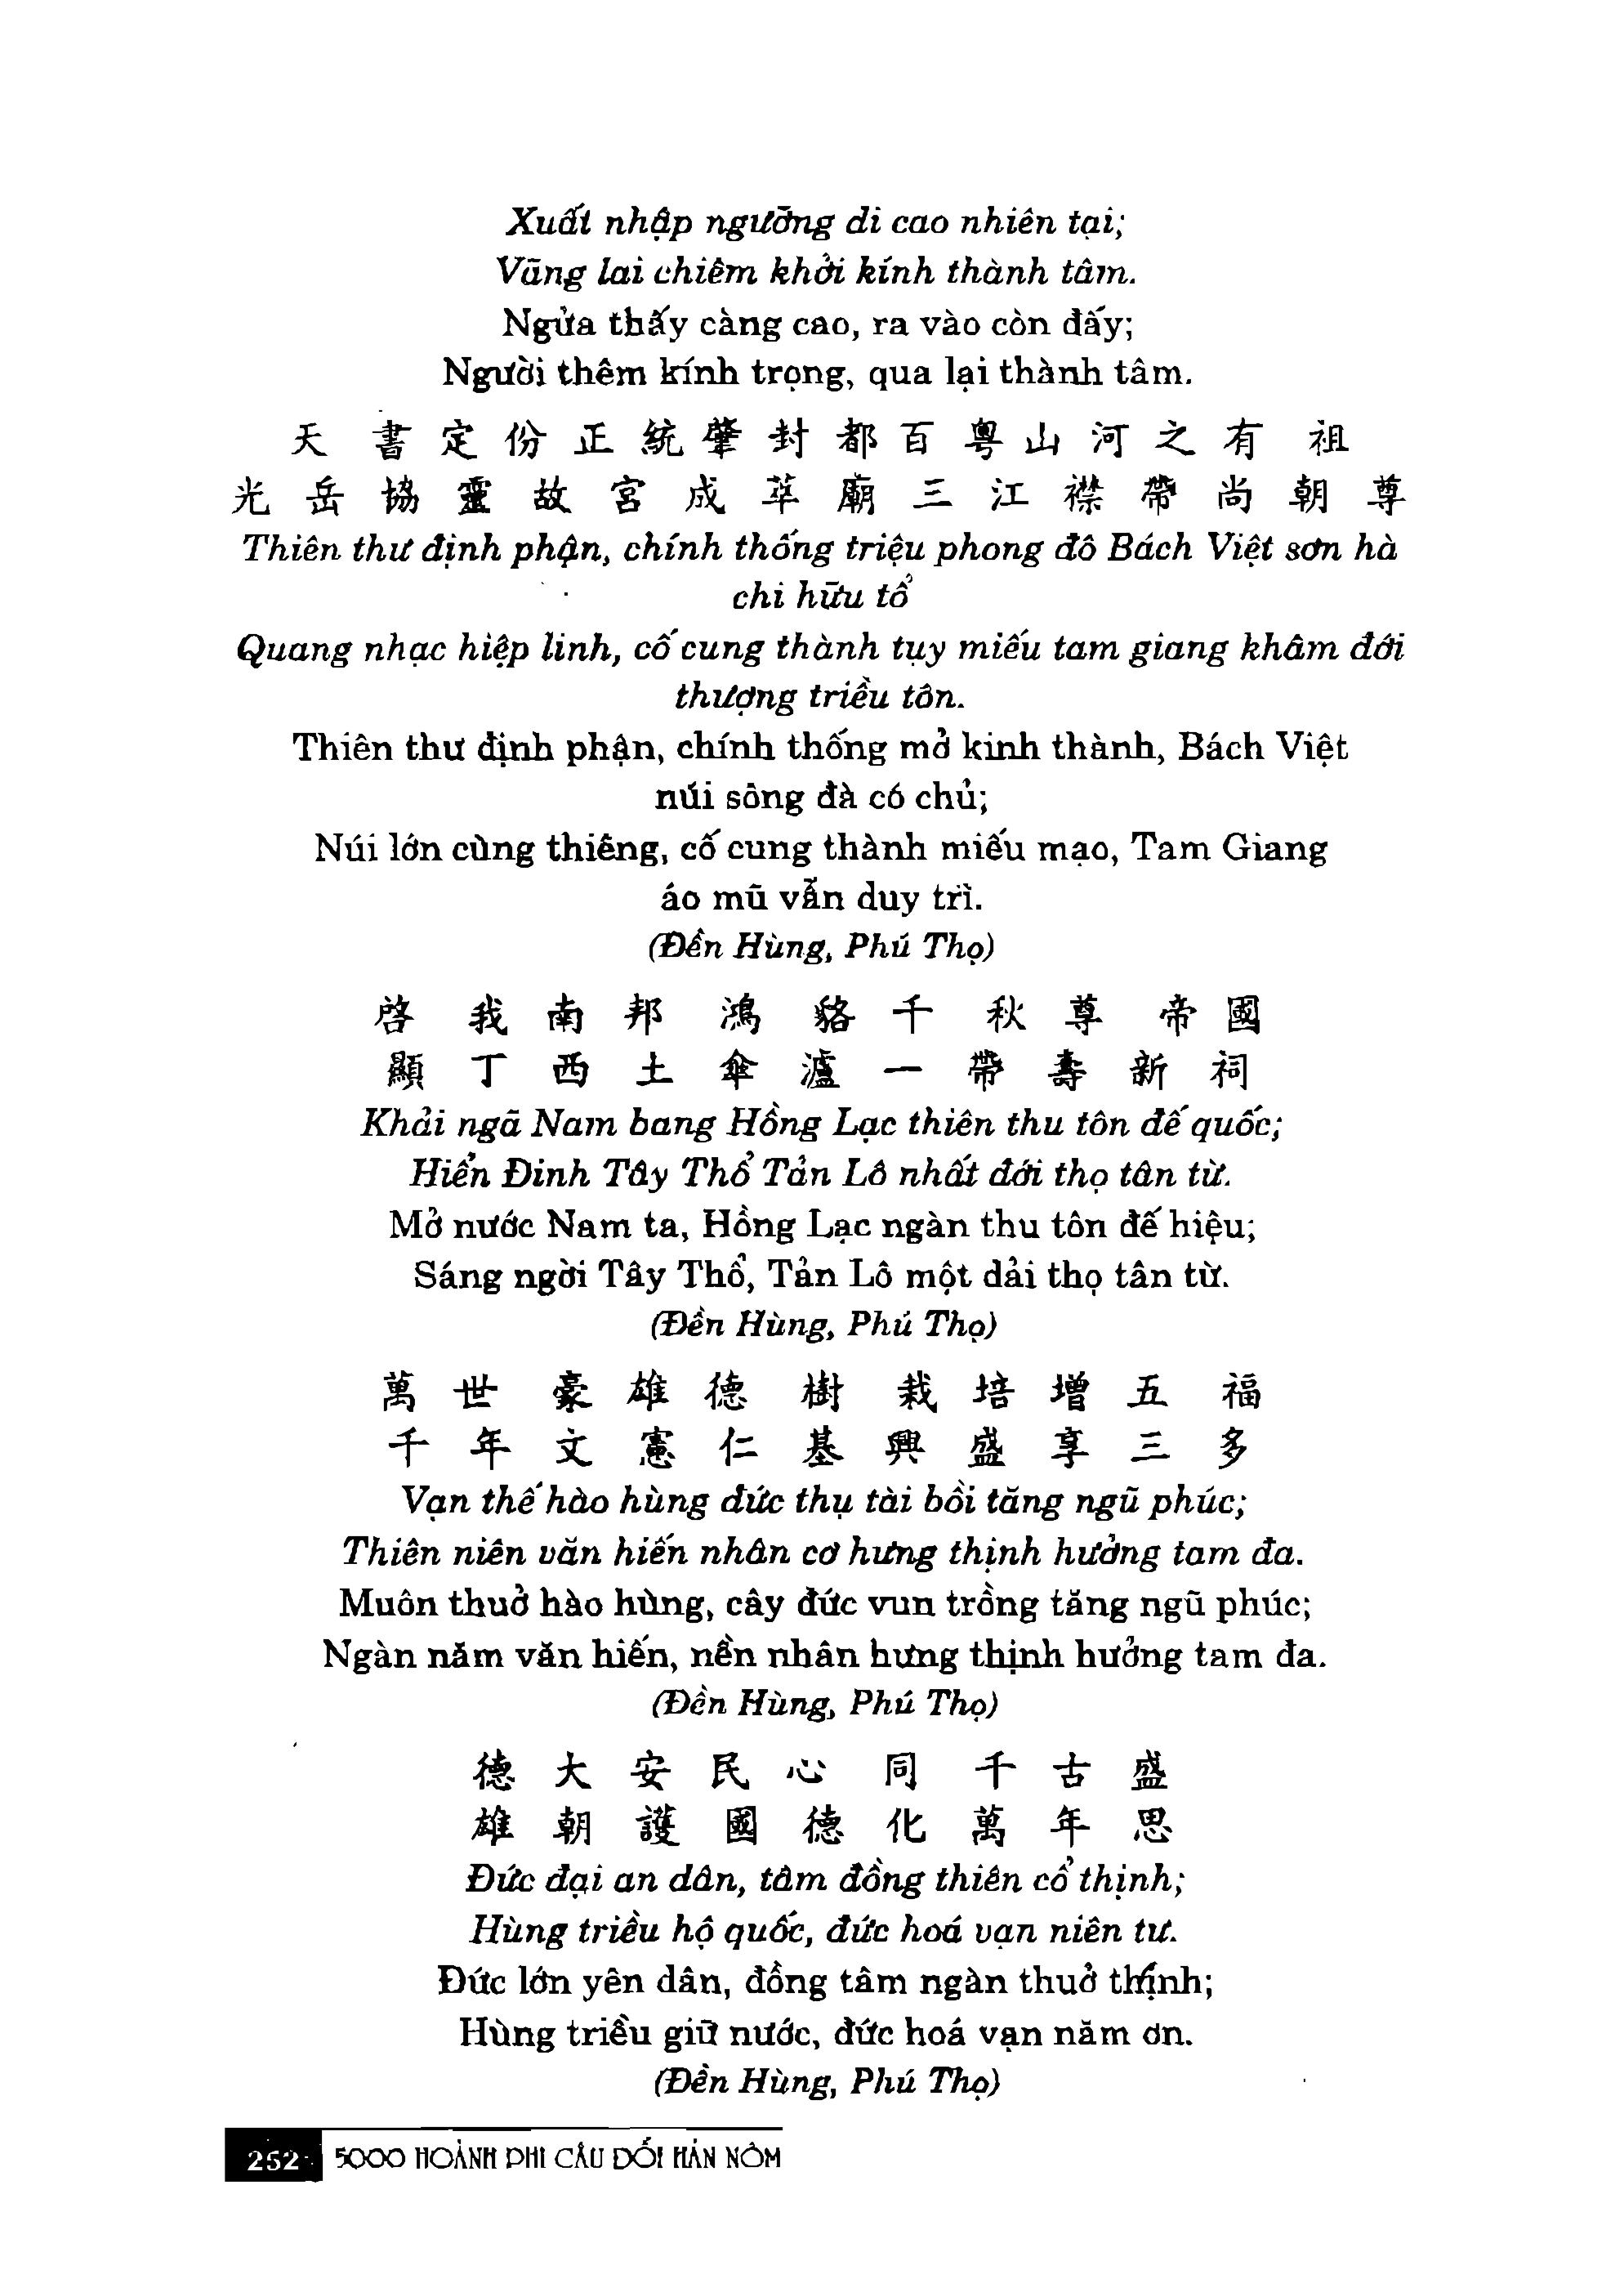 Xuất nhập ngưỡng di cao nhiên tại;
Vãng lai chiêm khởi kính thành tâm.
Ngửa thấy càng cao, ra vào còn đấy;
Người thêm kính trọng, qua lại thành tâm.
天書定份正統肇封都百粵山河之有祖
光岳協靈故宮成萃廟三江襟帶尚朝尊
Thiên thư định phận, chính thống triệu phong đô Bách Việt sơn hà
chi hữu tổ
Quang nhạc hiệp linh, cố cung thành tụy miếu tam giang khâm đới
thượng triều tôn.
Thiên thư định phận, chính thống mở kinh thành, Bách Việt
núi sông đà có chủ;
Núi lớn cùng thiêng, cố cung thành miếu mạo, Tam Giang
áo mũ vẫn duy trì.
(Đền Hùng, Phú Thọ)
啓我南邦鴻貉千秋尊帝國
顯丁西土傘瀘一帶壽新祠
Khải ngã Nam bang Hồng Lạc thiên thu tôn đế quốc;
Hiển Đinh Tây Thổ Tản Lô nhất đới thọ tân từ.
Mở nước Nam ta, Hồng Lạc ngàn thu tôn đế hiệu;
Sáng ngời Tây Thổ, Tản Lô một dải thọ tân từ.
(Đền Hùng, Phú Thọ)
萬世豪雄德樹栽培增五福
千年文憲仁基興盛享三多
Vạn thế hào hùng đức thụ tài bồi tăng ngũ phúc;
Thiên niên văn hiến nhân cơ hưng thịnh hưởng tam đa.
Muôn thuở hào hùng, cây đức vun trồng tăng ngũ phúc;
Ngàn năm văn hiến, nền nhân hưng thịnh hưởng tam đa.
(Đền Hùng, Phú Thọ)
德大安民心同千古盛
雄朝護國德化萬年思
Đức đại an dân, tâm đồng thiên cổ thịnh;
Hùng triều hộ quốc, đức hoá vạn niên tư.
Đức lớn yên dân, đồng tâm ngàn thuở thịnh;
Hùng triều giữ nước, đức hoá vạn năm ơn.
(Đền Hùng, Phú Thọ)
252 5000 HOÀNH PHI CÂU ĐỐI HÁN NÔM